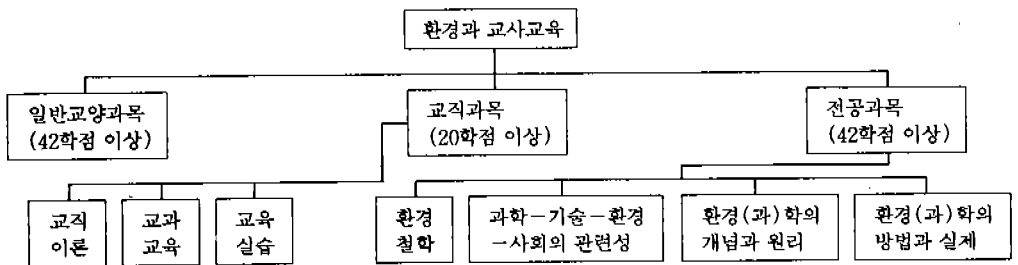 환경과 교사교육
일반교양과목
(42학점 이상)
교직과목
(20학점 이상)
전공과목
(42학점 이상)
교직
이론
교과
교육
교육
실습
환경
철학
과학-기술-환경
-사회의 관련성
환경(과)학의
개념과 원리
환경(과)학의
방법과 실제